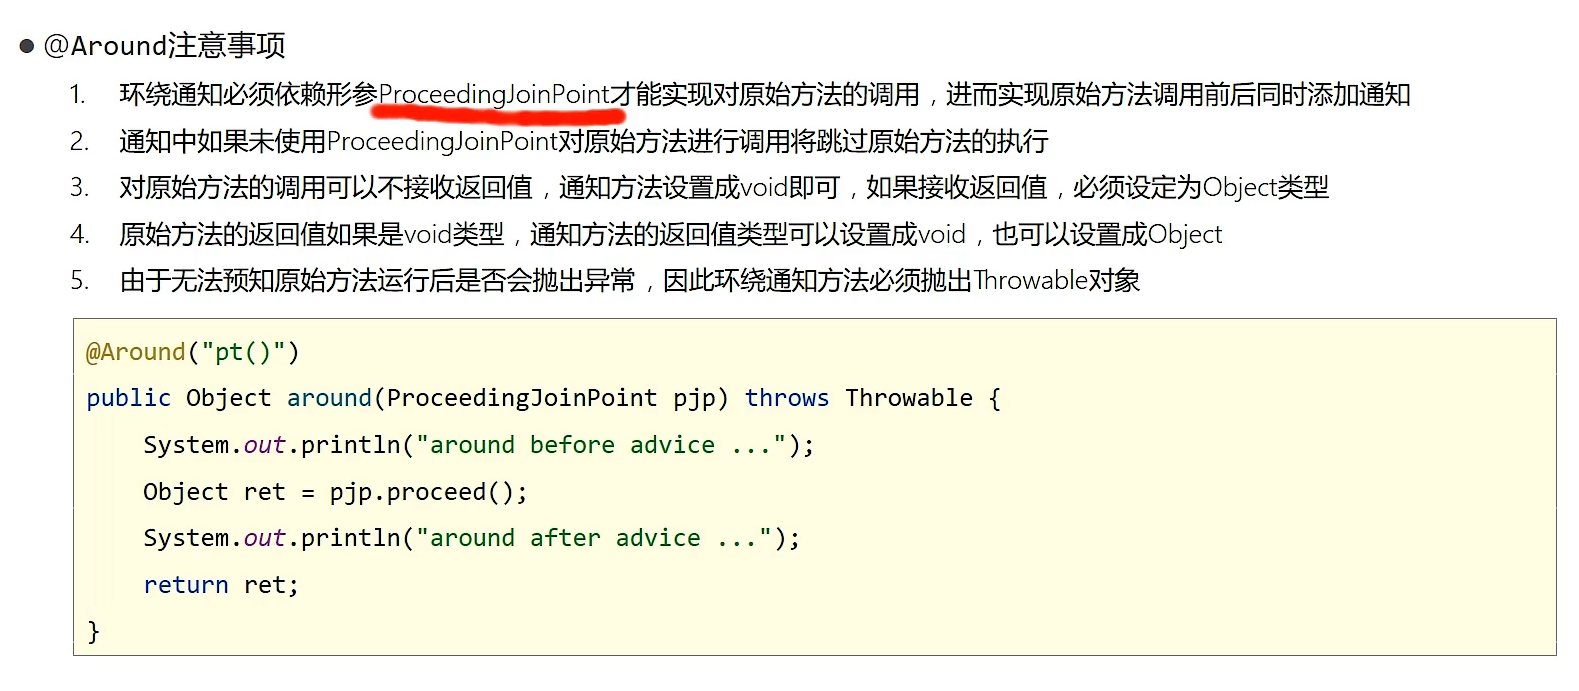 ● @Around注意事项
1. 环绕通知必须依赖形参ProceedingJoinPoint才能实现对原始方法的调用，进而实现原始方法调用前后同时添加通知
2. 通知中如果未使用ProceedingJoinPoint对原始方法进行调用将跳过原始方法的执行
3. 对原始方法的调用可以不接收返回值，通知方法设置成void即可，如果接收返回值，必须设定为Object类型
4. 原始方法的返回值如果是void类型，通知方法的返回值类型可以设置成void，也可以设置成Object
5. 由于无法预知原始方法运行后是否会抛出异常，因此环绕通知方法必须抛出Throwable对象
@Around("pt()")
public Object around(ProceedingJoinPoint pjp) throws Throwable {
    System.out.println("around before advice ...");
    Object ret = pjp.proceed();
    System.out.println("around after advice ...");
    return ret;
}